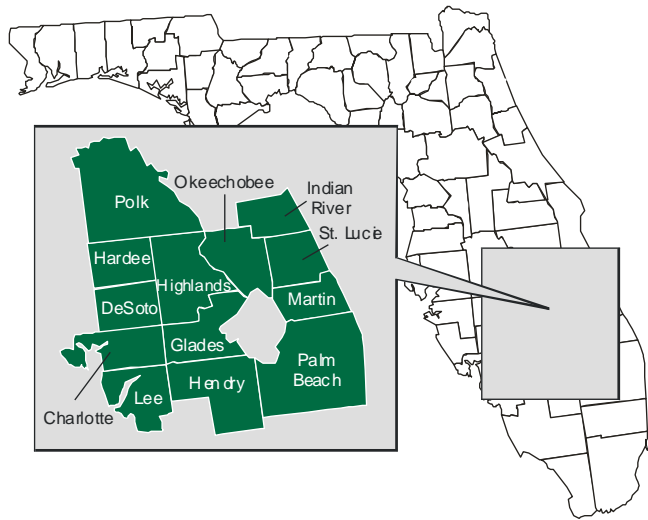 Okeechobee
Indian
River
Polk
St. Lucie
Hardee
Highlands
DeSoto
Martin
Glades
Palm
Beach
Hendry
Lee
Charlotte